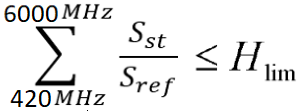 6000 MHz
∑ S_st / S_ref ≤ H_lim
420 MHz